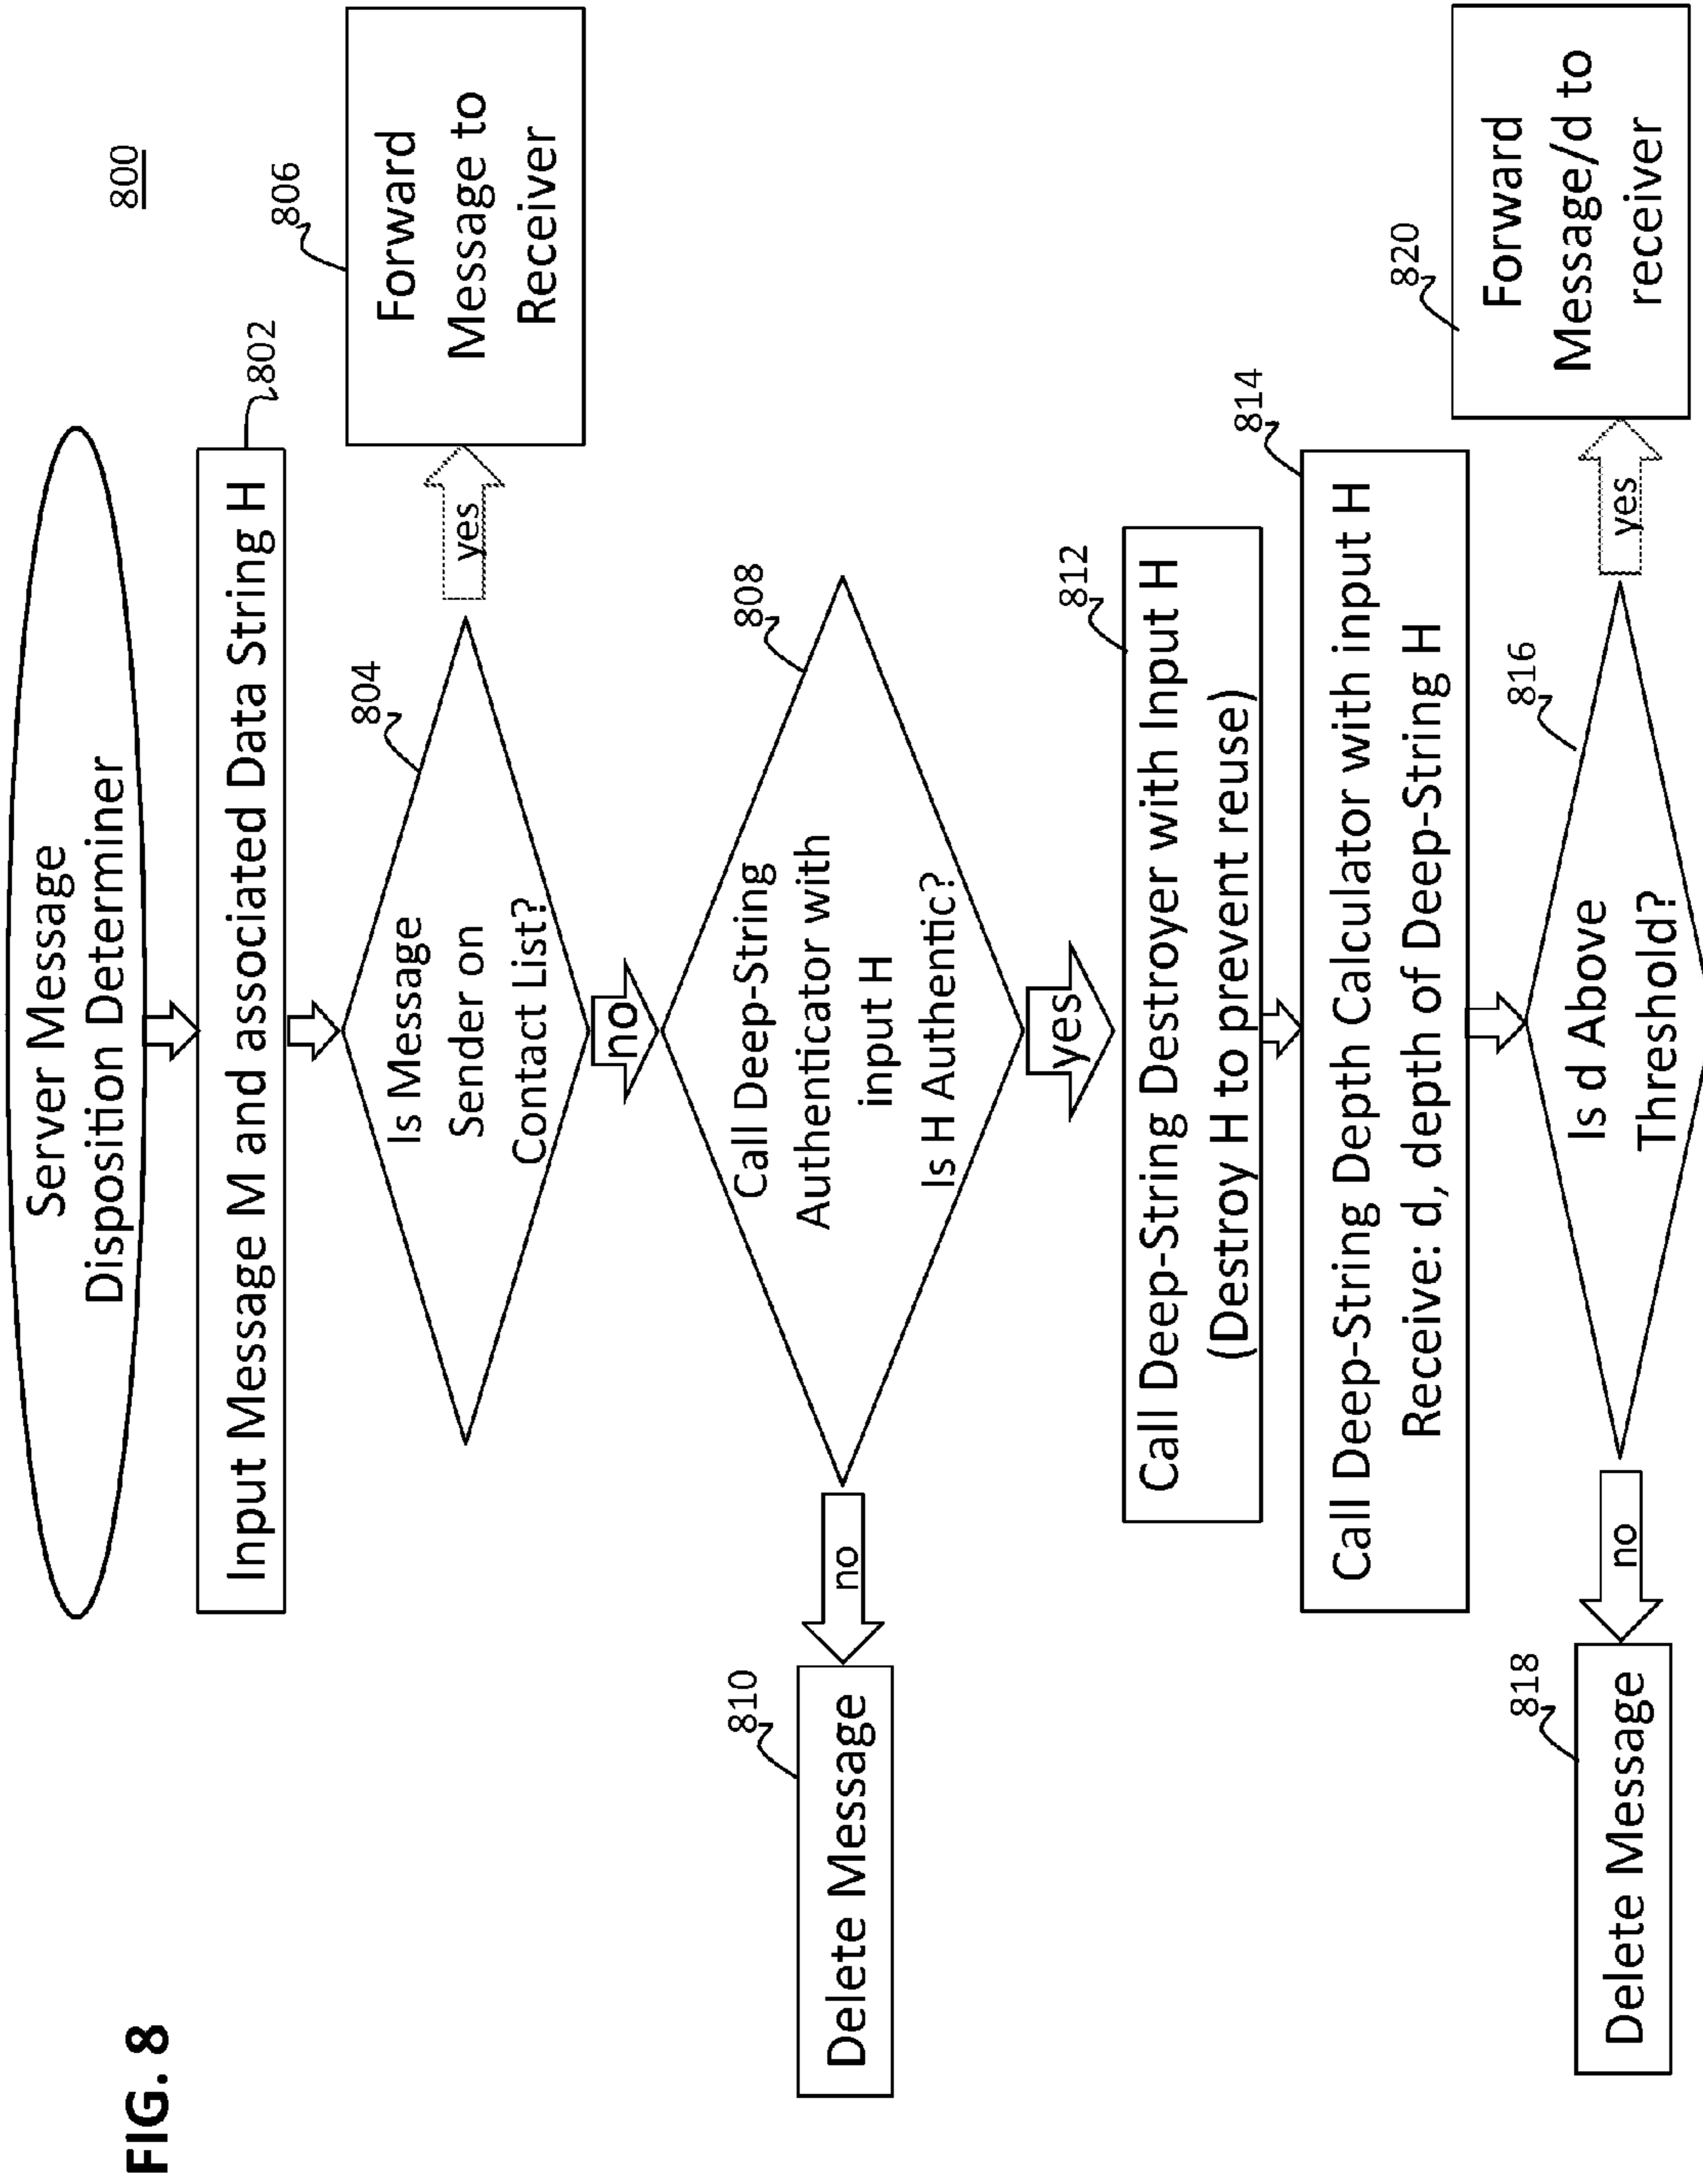 FIG. 8
800
Server Message
Disposition Determiner
802
Input Message M and associated Data String H
804
Is Message
Sender on
Contact List?
yes
806
Forward
Message to
Receiver
no
808
Call Deep-String
Authenticator with
input H
Is H Authentic?
no
810
Delete Message
yes
812
Call Deep-String Destroyer with Input H
(Destroy H to prevent reuse)
814
Call Deep-String Depth Calculator with input H
Receive: d, depth of Deep-String H
816
Is d Above
Threshold?
no
818
Delete Message
yes
820
Forward
Message/d to
receiver